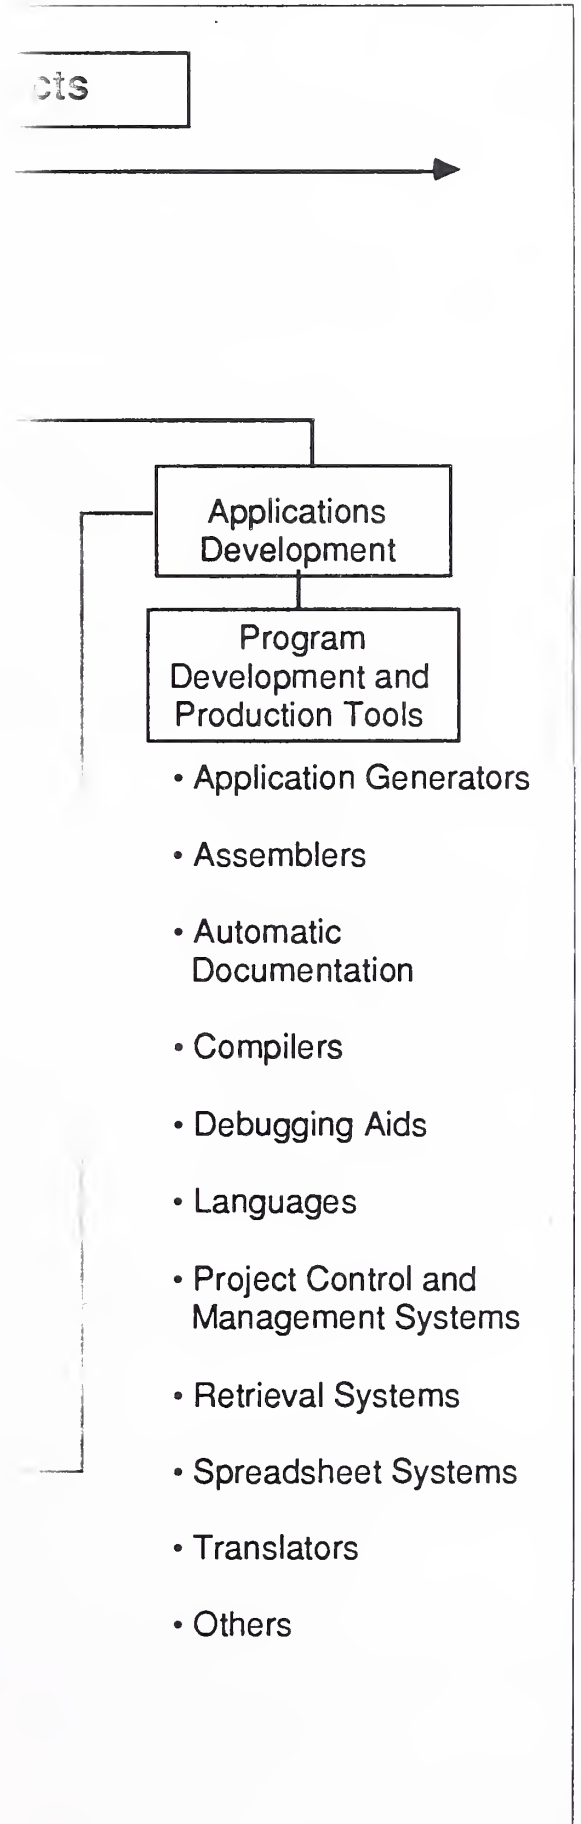 cts
Applications
Development
Program
Development and
Production Tools
• Application Generators
• Assemblers
• Automatic
Documentation
• Compilers
• Debugging Aids
• Languages
• Project Control and
Management Systems
• Retrieval Systems
• Spreadsheet Systems
• Translators
• Others